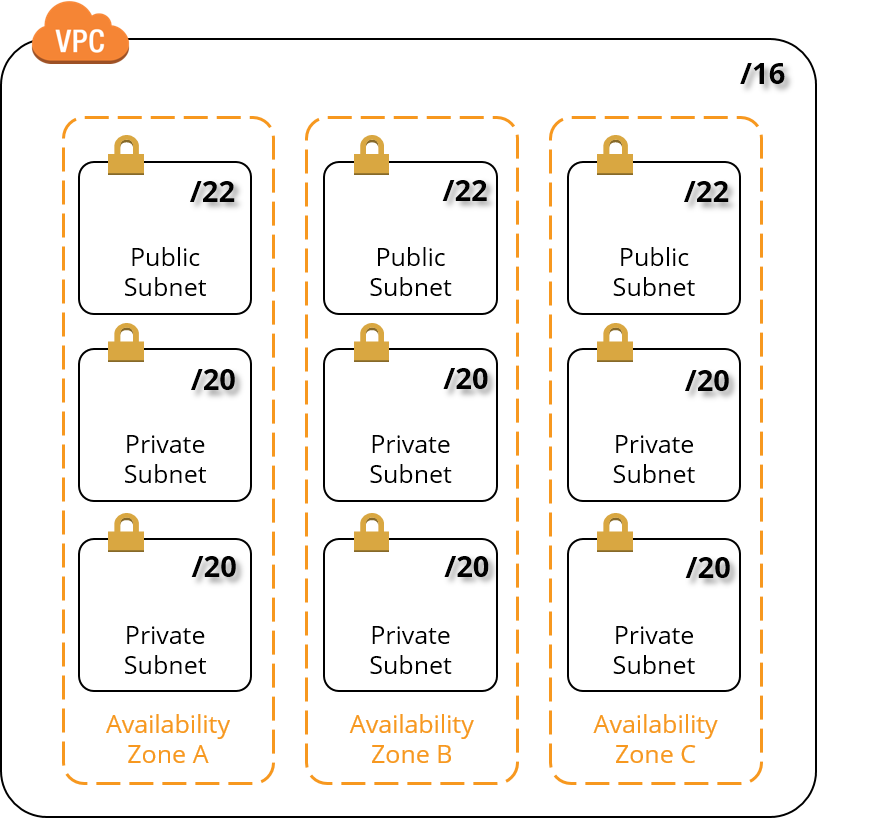 VPC
/16
/22
Public
Subnet
/20
Private
Subnet
/20
Private
Subnet
Availability
Zone A
/22
Public
Subnet
/20
Private
Subnet
/20
Private
Subnet
Availability
Zone B
/22
Public
Subnet
/20
Private
Subnet
/20
Private
Subnet
Availability
Zone C